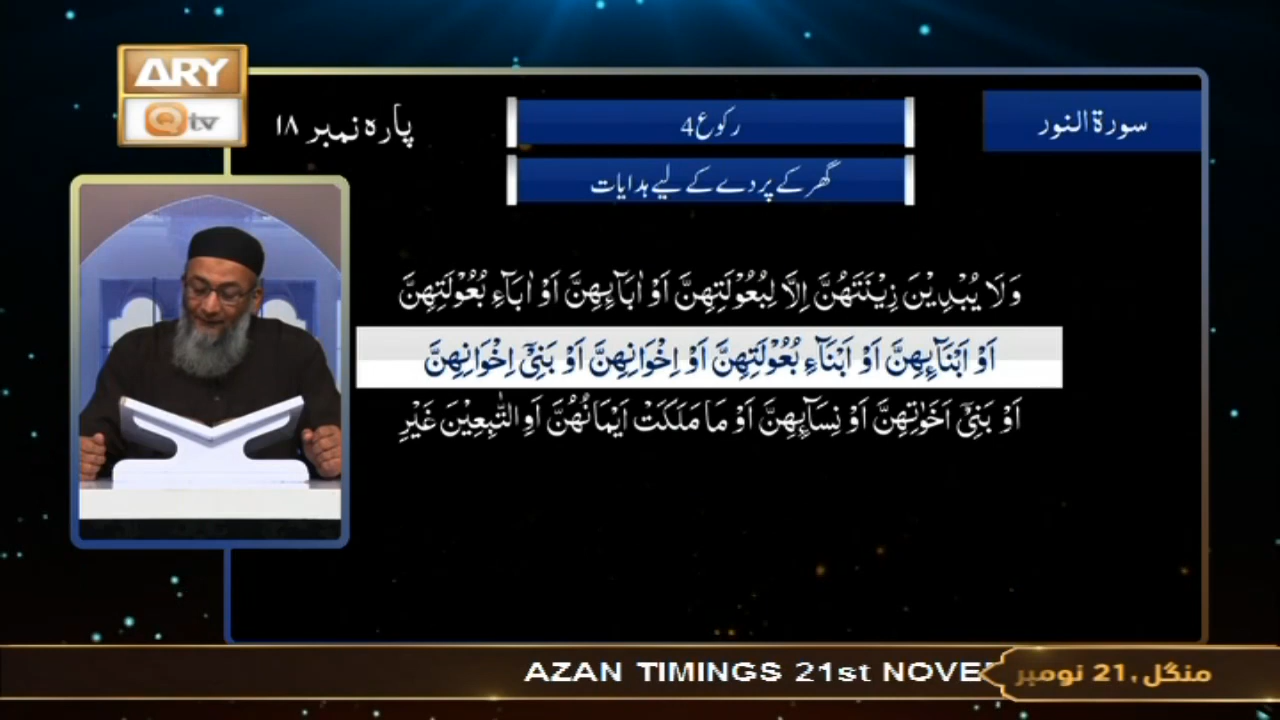 ARY
Qtv
پارہ نمبر ۱۸
رکوع 4
سورۃ النور
گھر کے پردے کے لیے ہدایات
وَلَا يُبْدِيْنَ زِيْنَتَهُنَّ اِلَّا لِبُعُوْلَتِهِنَّ اَوْ اٰبَآئِهِنَّ اَوْ اٰبَآءِ بُعُوْلَتِهِنَّ
اَوْ اَبْنَآئِهِنَّ اَوْ اَبْنَآءِ بُعُوْلَتِهِنَّ اَوْ اِخْوَانِهِنَّ اَوْ بَنِيْٓ اِخْوَانِهِنَّ
اَوْ بَنِيْٓ اَخَوٰتِهِنَّ اَوْ نِسَآئِهِنَّ اَوْ مَا مَلَكَتْ اَيْمَانُهُنَّ اَوِ التّٰبِعِيْنَ غَيْرِ
AZAN TIMINGS 21st NOVE
منگل، 21 نومبر